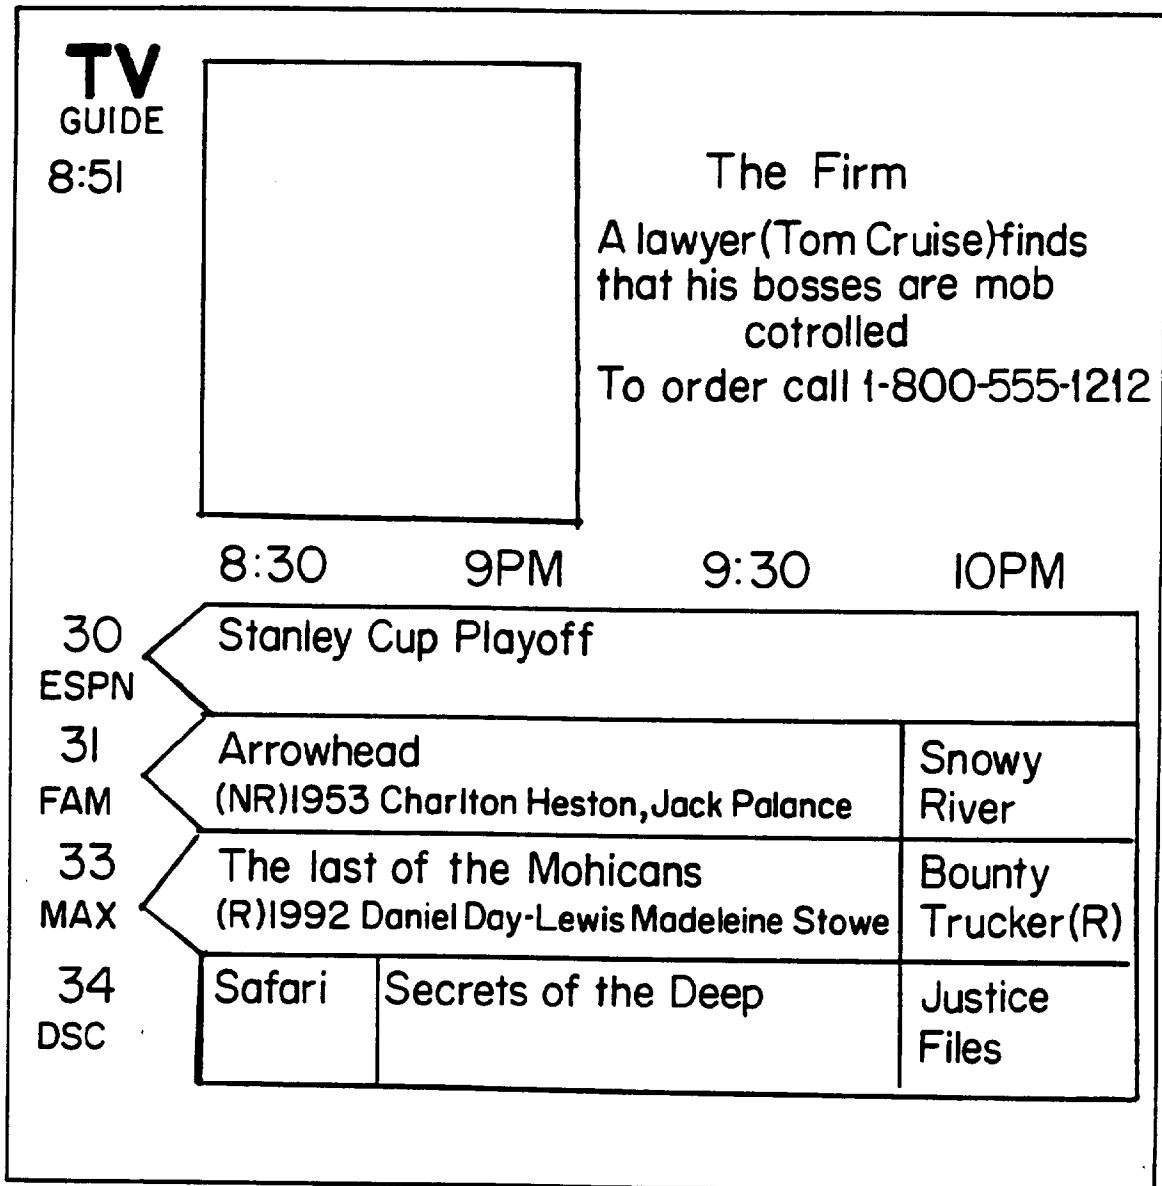 TV
GUIDE
8:51
The Firm
A lawyer(Tom Cruise)finds
that his bosses are mob
cotrolled
To order call 1-800-555-1212
8:30 9PM 9:30 10PM
30
ESPN
Stanley Cup Playoff
31
FAM
Arrowhead
(NR)1953 Charlton Heston, Jack Palance
Snowy
River
33
MAX
The last of the Mohicans
(R)1992 Daniel Day-Lewis Madeleine Stowe
Bounty
Trucker(R)
34
DSC
Safari
Secrets of the Deep
Justice
Files